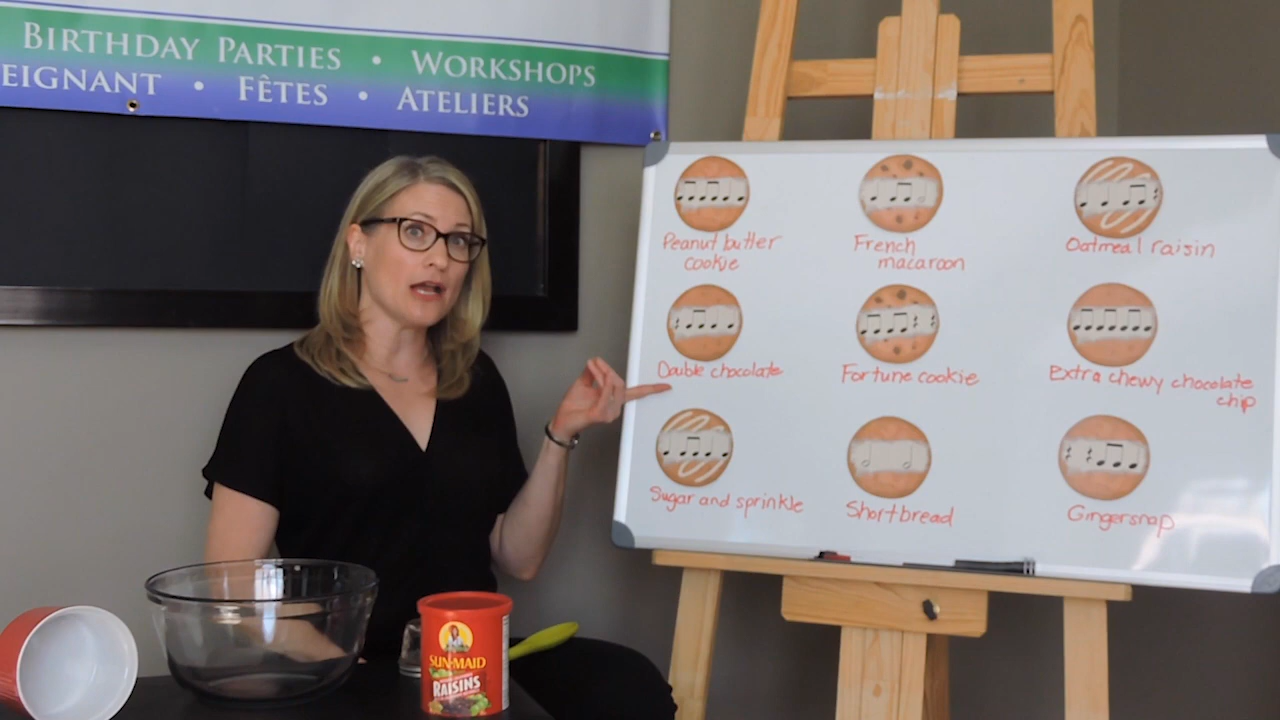 BIRTHDAY PARTIES • WORKSHOPS
EIGNANT • FÊTES • ATELIERS
Peanut butter
cookie
French
macaroon
Oatmeal raisin
Double chocolate
Fortune cookie
Extra chewy chocolate
chip
Sugar and sprinkle
Shortbread
Gingersnap
SUN-MAID
RAISINS